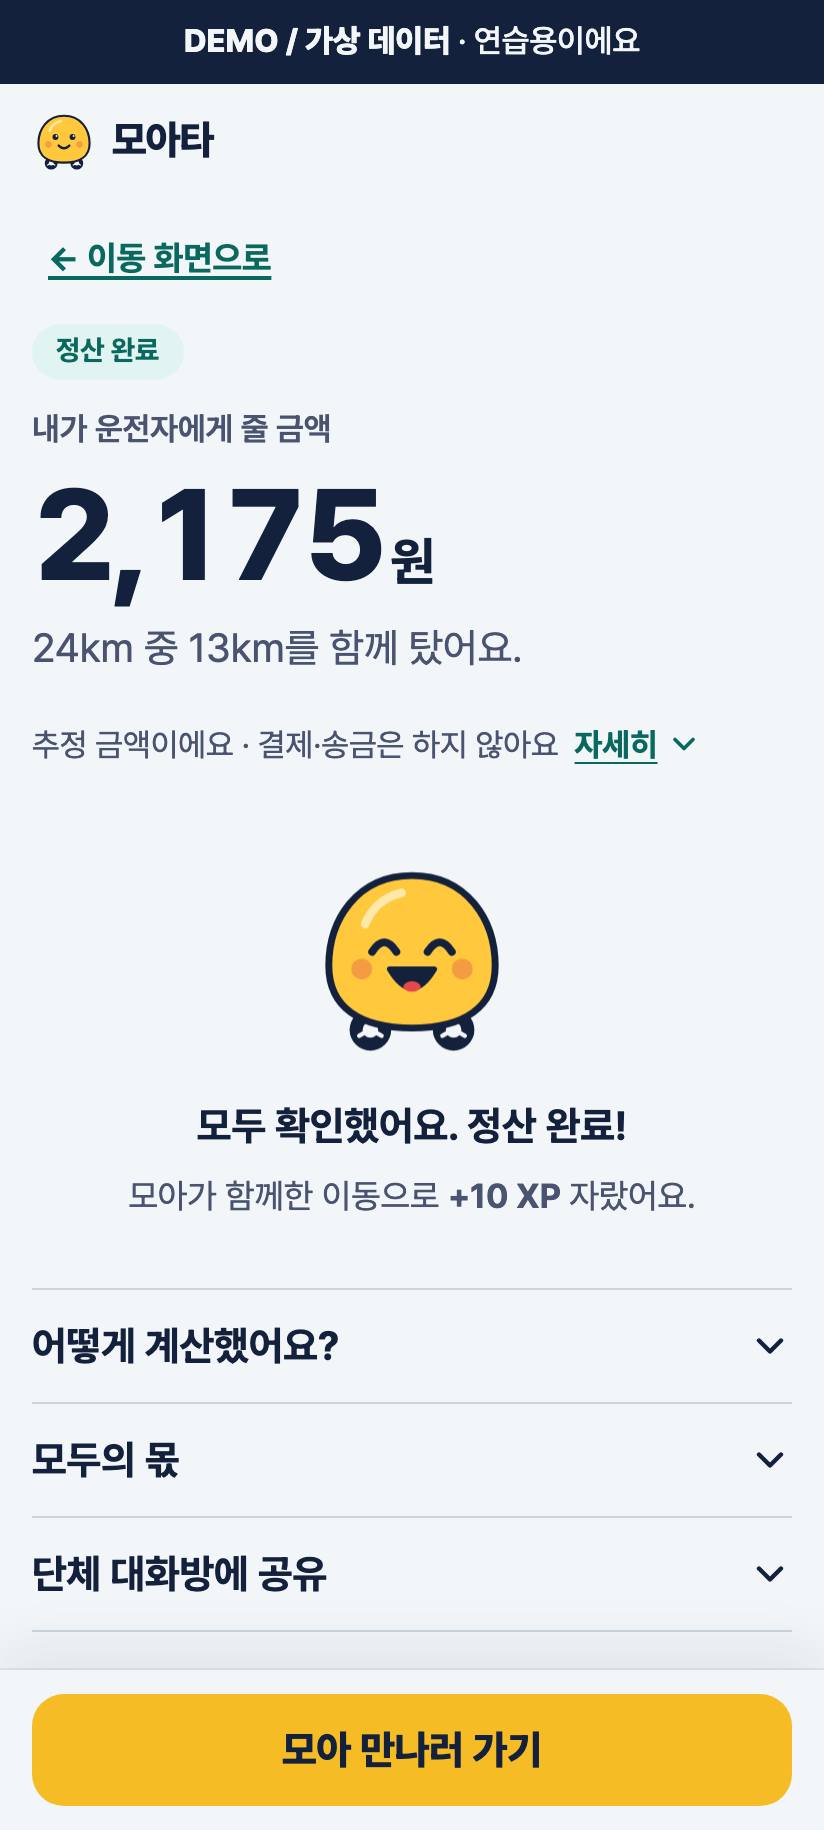 DEMO / 가상 데이터 · 연습용이에요
모아타
← 이동 화면으로
정산 완료
내가 운전자에게 줄 금액
2,175원
24km 중 13km를 함께 탔어요.
추정 금액이에요 · 결제·송금은 하지 않아요 자세히
모두 확인했어요. 정산 완료!
모아가 함께한 이동으로 +10 XP 자랐어요.
어떻게 계산했어요?
모두의 몫
단체 대화방에 공유
모아 만나러 가기